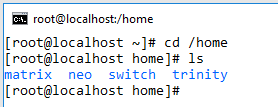 root@localhost:/home
[root@localhost ~]# cd /home
[root@localhost home]# ls
matrix  neo  switch  trinity
[root@localhost home]#